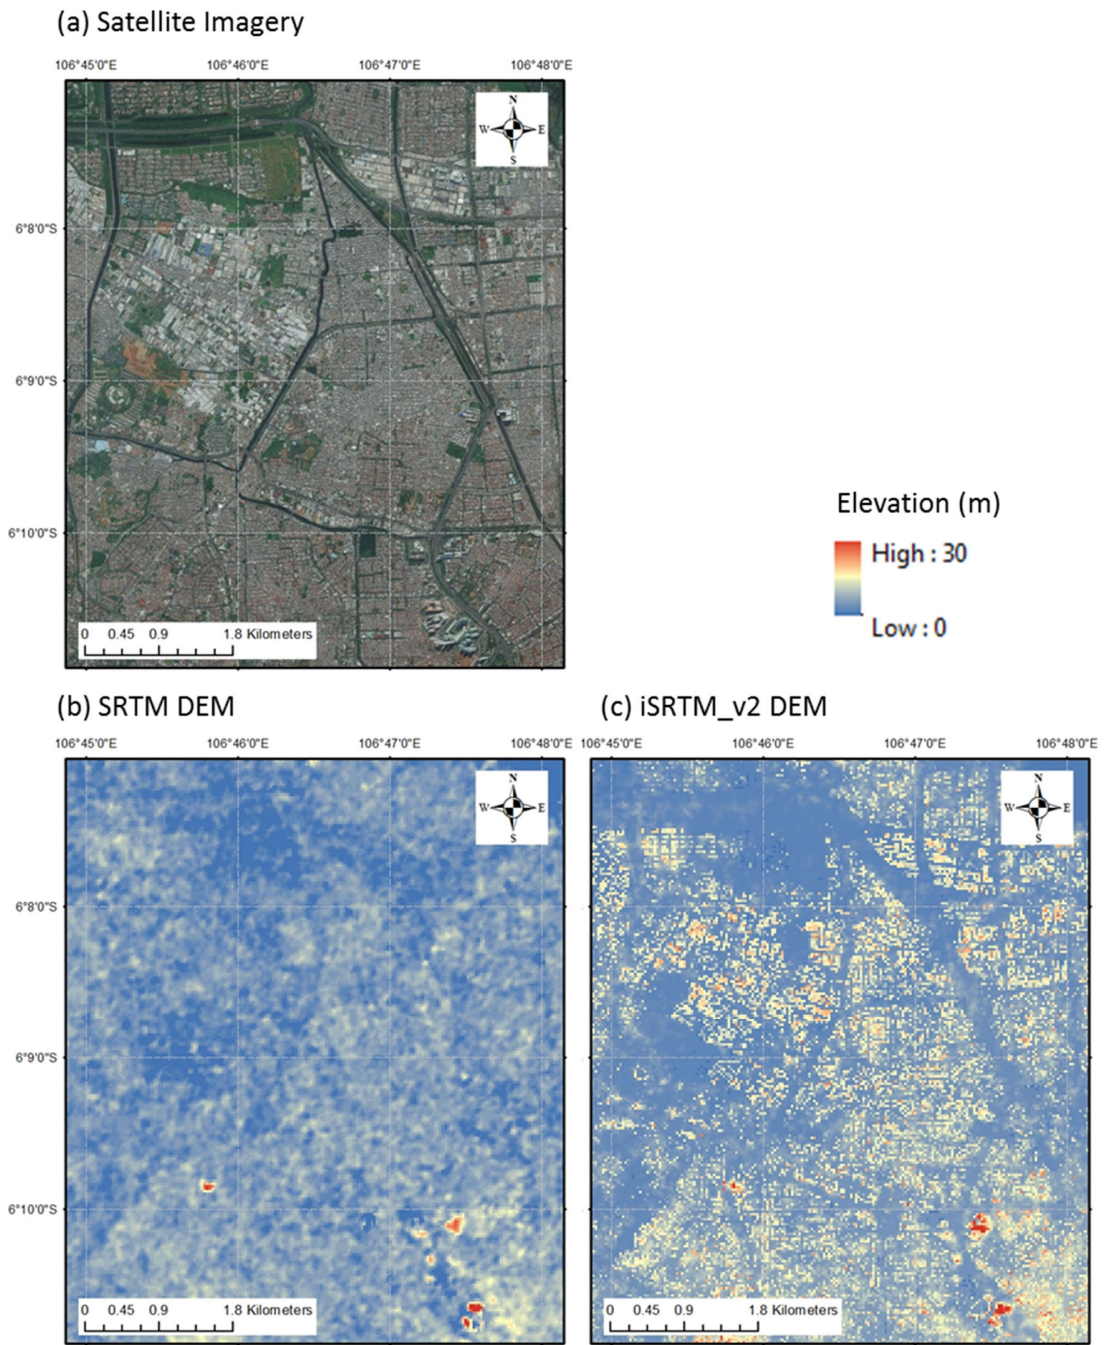 (a) Satellite Imagery
106°45'0"E 106°46'0"E 106°47'0"E 106°48'0"E
N
W E
S
6°8'0"S
6°9'0"S
6°10'0"S
0 0.45 0.9 1.8 Kilometers
Elevation (m)
High : 30
Low : 0
(b) SRTM DEM
106°45'0"E 106°46'0"E 106°47'0"E 106°48'0"E
N
W E
S
6°8'0"S
6°9'0"S
6°10'0"S
0 0.45 0.9 1.8 Kilometers
(c) iSRTM_v2 DEM
106°45'0"E 106°46'0"E 106°47'0"E 106°48'0"E
N
W E
S
0 0.45 0.9 1.8 Kilometers